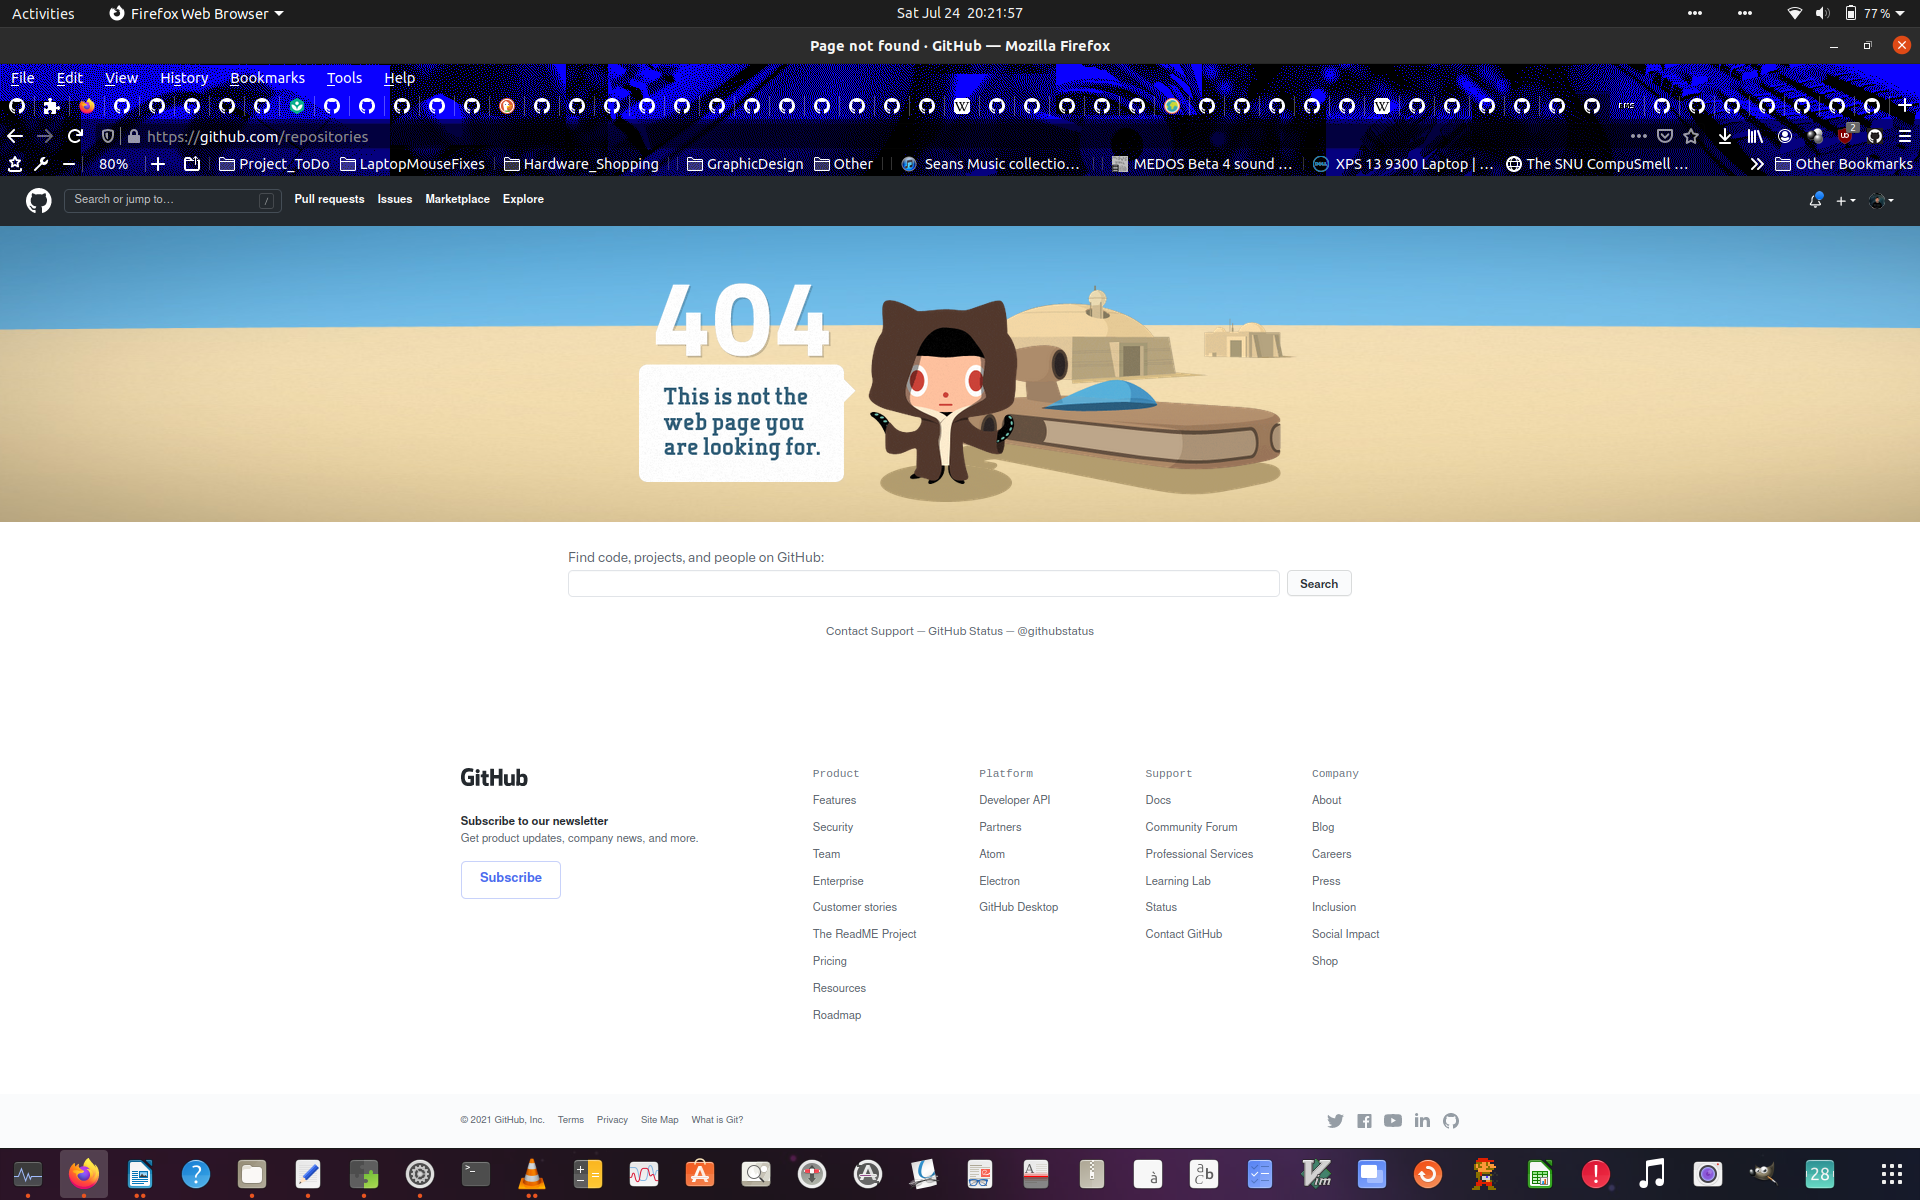 Activities
Firefox Web Browser
Sat Jul 24 20:21:57
77 %
Page not found · GitHub — Mozilla Firefox
File Edit View History Bookmarks Tools Help
https://github.com/repositories
2
80%
Project_ToDo
LaptopMouseFixes
Hardware_Shopping
GraphicDesign
Other
Seans Music collectio…
MEDOS Beta 4 sound …
XPS 13 9300 Laptop | …
The SNU CompuSmell …
Other Bookmarks
Search or jump to…
/
Pull requests
Issues
Marketplace
Explore
404
This is not the
web page you
are looking for.
Find code, projects, and people on GitHub:
Search
Contact Support — GitHub Status — @githubstatus
GitHub
Subscribe to our newsletter
Get product updates, company news, and more.
Subscribe
Product
Features
Security
Team
Enterprise
Customer stories
The ReadME Project
Pricing
Resources
Roadmap
Platform
Developer API
Partners
Atom
Electron
GitHub Desktop
Support
Docs
Community Forum
Professional Services
Learning Lab
Status
Contact GitHub
Company
About
Blog
Careers
Press
Inclusion
Social Impact
Shop
© 2021 GitHub, Inc.
Terms
Privacy
Site Map
What is Git?
28